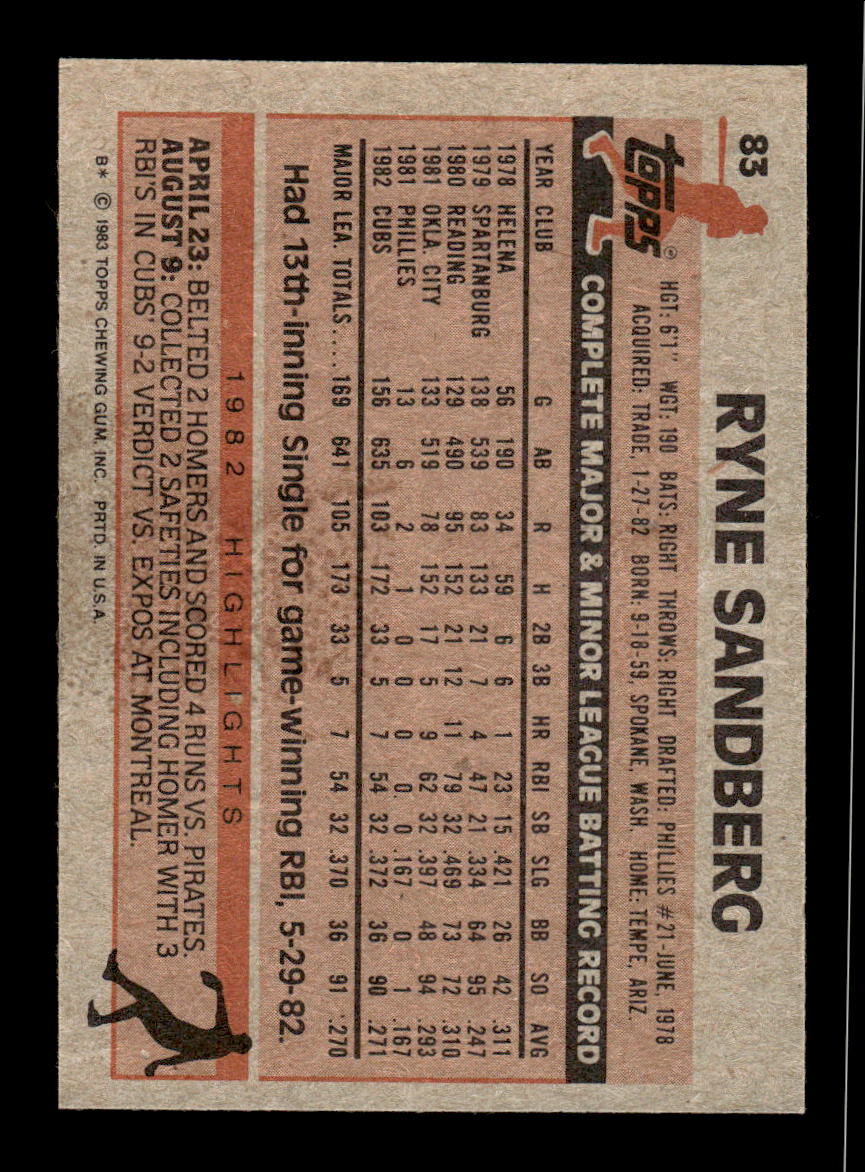 83
RYNE SANDBERG
Topps®
HGT: 6'1" WGT: 190 BATS: RIGHT THROWS: RIGHT DRAFTED: PHILLIES #21-JUNE, 1978
ACQUIRED: TRADE, 1-27-82 BORN: 9-18-59, SPOKANE, WASH. HOME: TEMPE, ARIZ.
COMPLETE MAJOR & MINOR LEAGUE BATTING RECORD
YEAR CLUB G AB R H 2B 3B HR RBI SB SLG BB SO AVG
1978 HELENA 56 190 34 59 6 6 1 23 15 .421 26 42 .311
1979 SPARTANBURG 138 539 83 133 21 7 4 47 21 .334 64 95 .247
1980 READING 129 490 95 152 21 12 11 79 32 .469 73 72 .310
1981 OKLA. CITY 133 519 78 152 17 5 9 62 32 .397 48 94 .293
1981 PHILLIES 13 6 2 1 0 0 0 0 0 .167 0 1 .167
1982 CUBS 156 635 103 172 33 5 7 54 32 .372 36 90 .271
MAJOR LEA. TOTALS.... 169 641 105 173 33 5 7 54 32 .370 36 91 .270
Had 13th-inning Single for game-winning RBI, 5-29-82.
1982 HIGHLIGHTS
APRIL 23: BELTED 2 HOMERS AND SCORED 4 RUNS VS. PIRATES.
AUGUST 9: COLLECTED 2 SAFETIES INCLUDING HOMER WITH 3
RBI'S IN CUBS' 9-2 VERDICT VS. EXPOS AT MONTREAL.
B* © 1983 TOPPS CHEWING GUM, INC. PRTD. IN U.S.A.